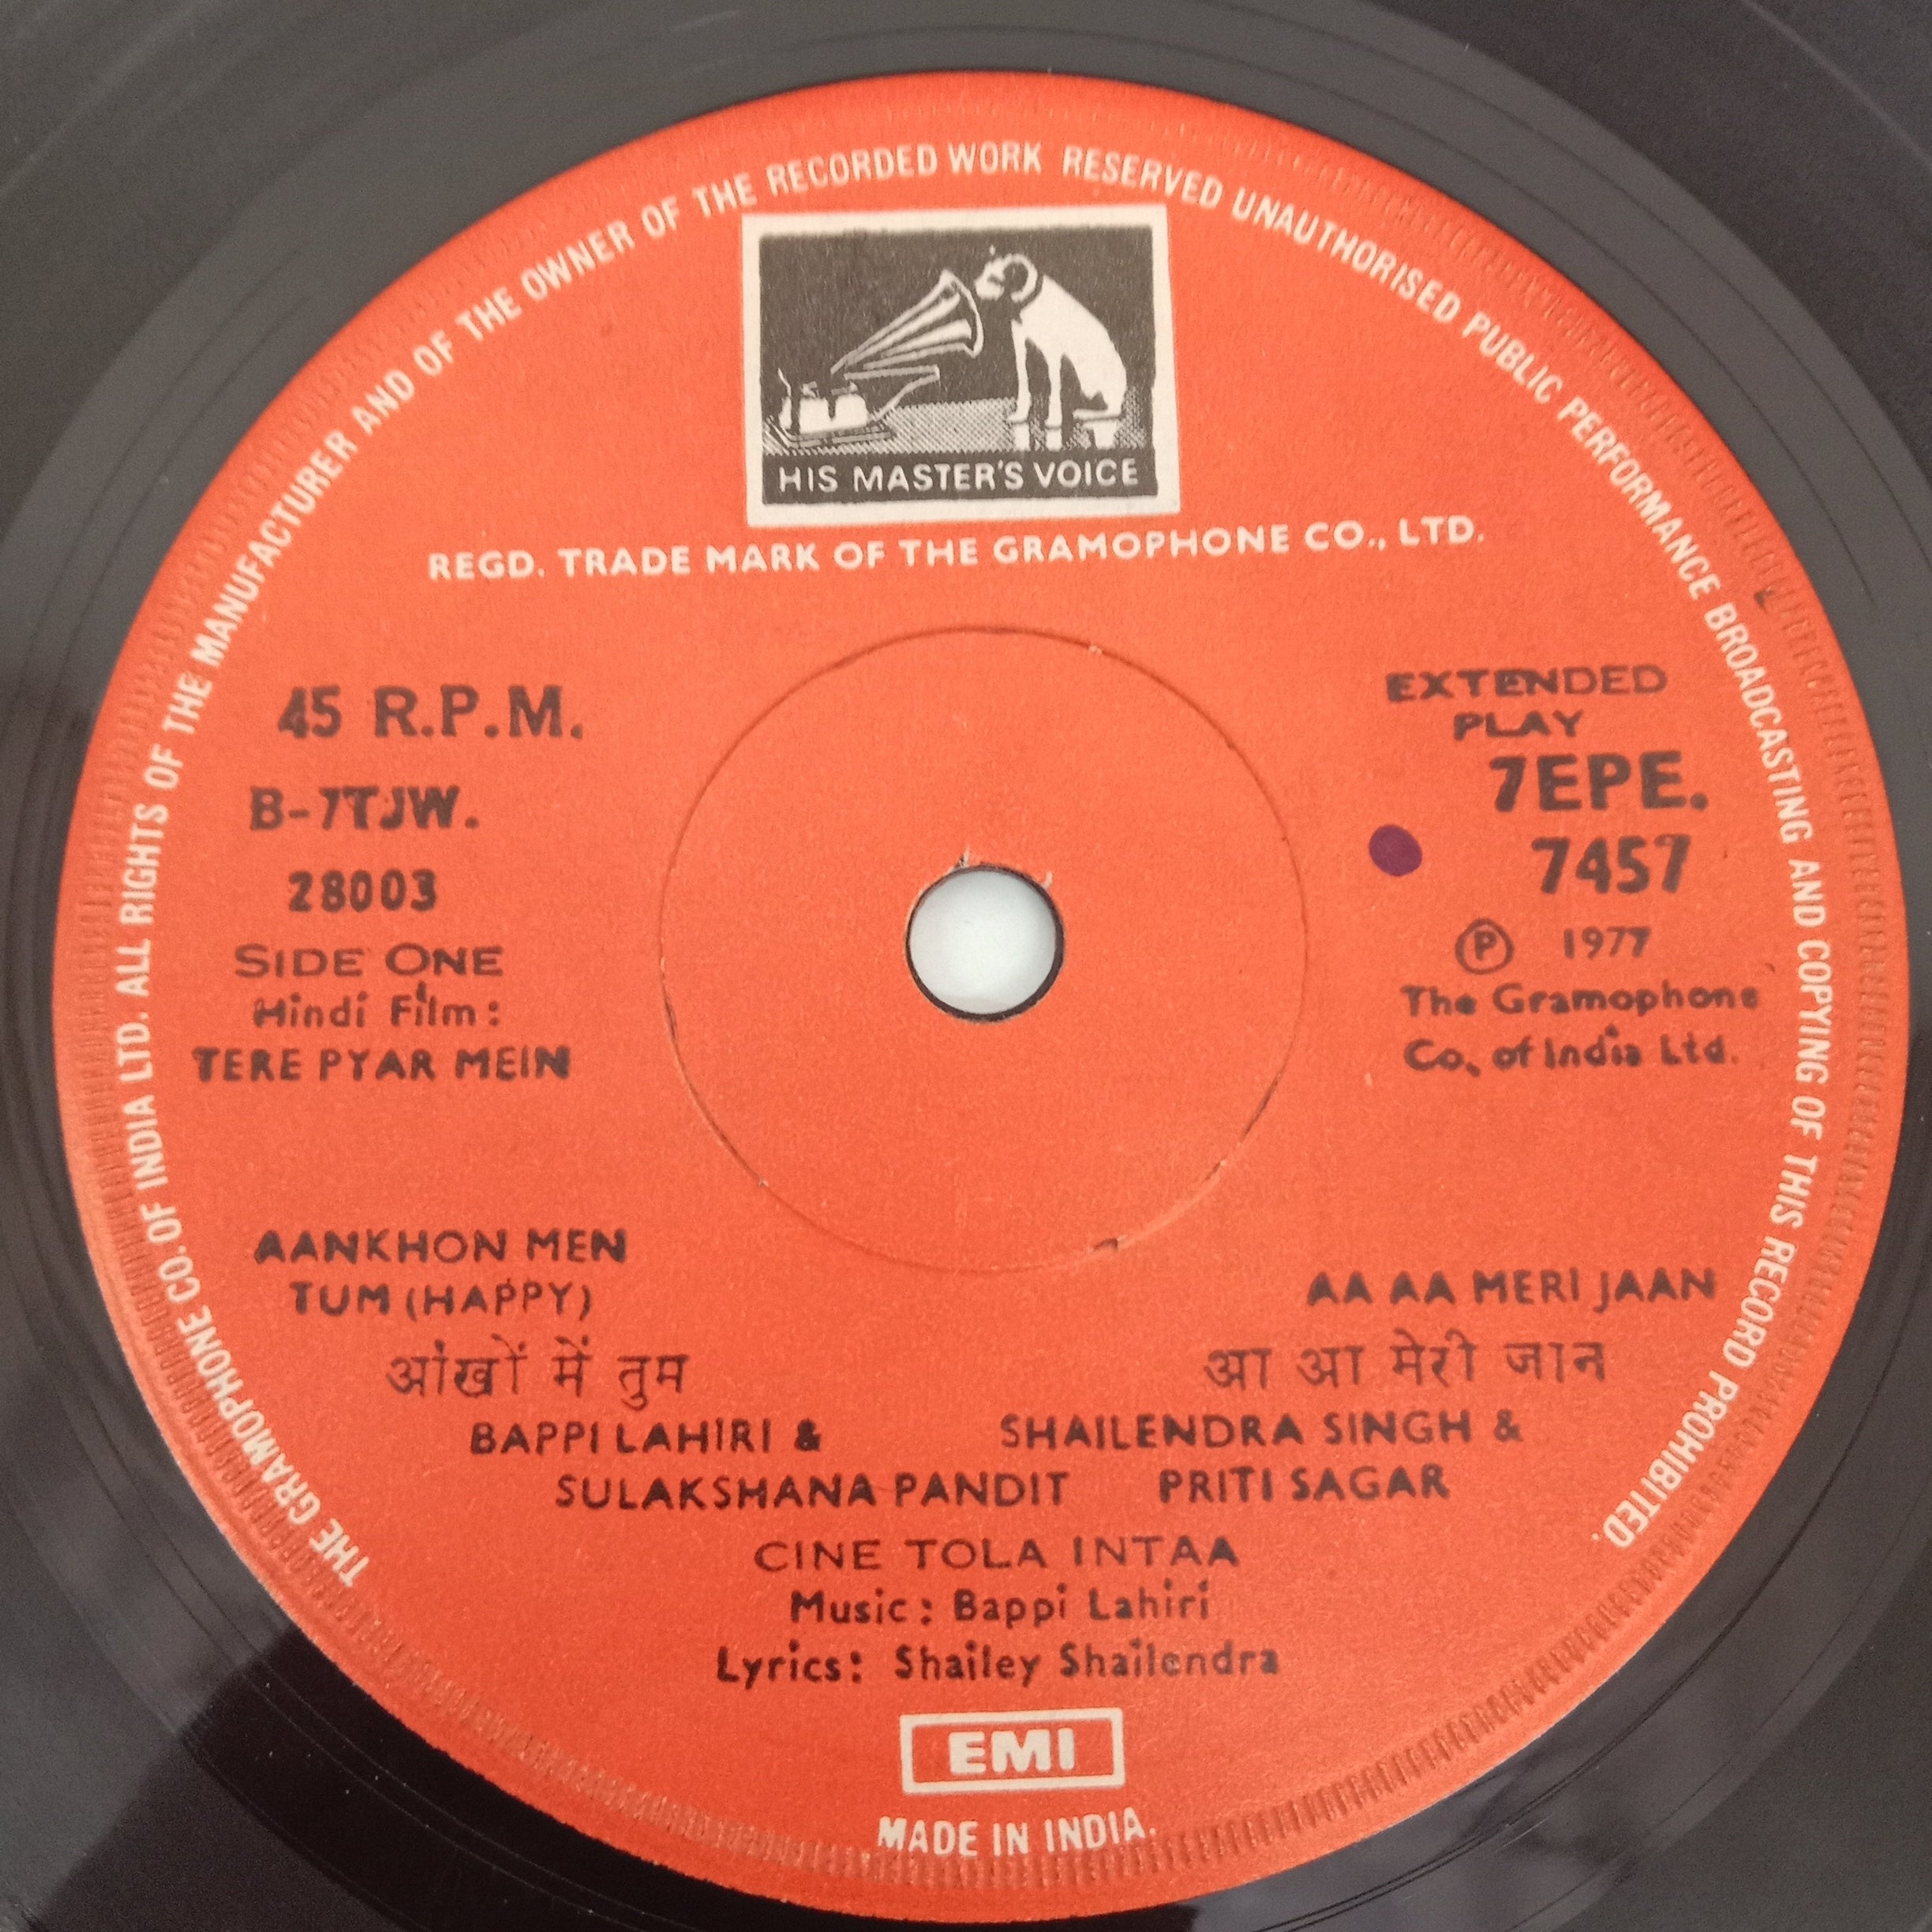 THE GRAMOPHONE CO. OF INDIA LTD. ALL RIGHTS OF THE MANUFACTURER AND OF THE OWNER OF THE RECORDED WORK RESERVED UNAUTHORISED PUBLIC PERFORMANCE BROADCASTING AND COPYING OF THIS RECORD PROHIBITED.
HIS MASTER'S VOICE
REGD. TRADE MARK OF THE GRAMOPHONE CO., LTD.
45 R.P.M.
B-7TJW.
28003
SIDE ONE
Hindi Film:
TERE PYAR MEIN
EXTENDED
PLAY
7EPE.
7457
Ⓟ 1977
The Gramophone
Co, of India Ltd.
AANKHON MEN
TUM (HAPPY)
आंखों में तुम
BAPPI LAHIRI &
SULAKSHANA PANDIT
AA AA MERI JAAN
आ आ मेरी जान
SHAILENDRA SINGH &
PRITI SAGAR
CINE TOLA INTAA
Music: Bappi Lahiri
Lyrics: Shailey Shailendra
EMI
MADE IN INDIA.